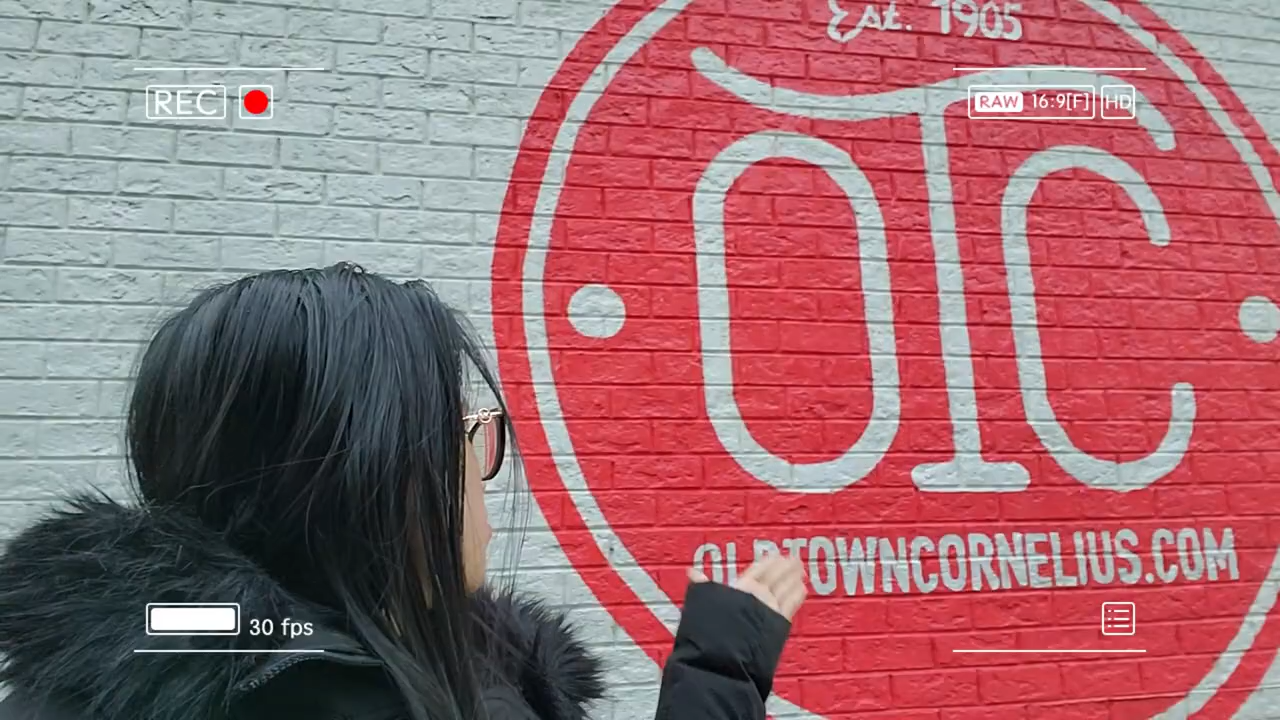 Est. 1905
REC
RAW 16:9[F] HD
OTC
OLDTOWNCORNELIUS.COM
30 fps